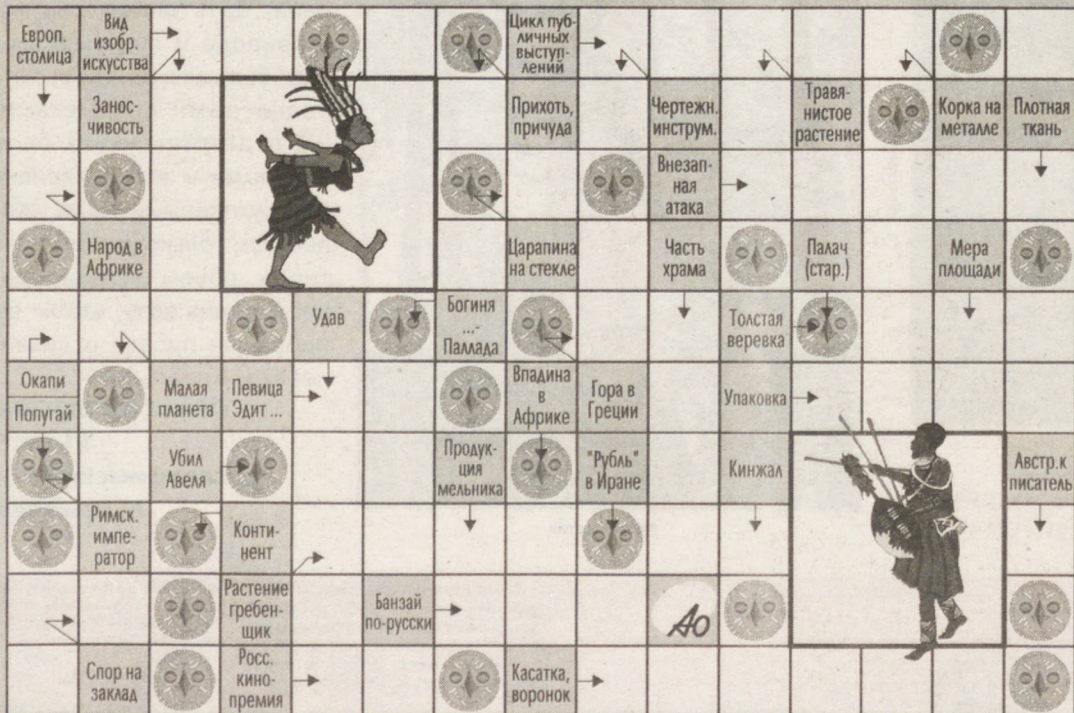 Европ.
столица
Вид
изобр.
искусства
Цикл пуб-
личных
выступ-
лений
Занос-
чивость
Прихоть,
причуда
Чертежн.
инструм.
Травя-
нистое
растение
Корка на
металле
Плотная
ткань
Внезап-
ная
атака
Народ в
Африке
Царапина
на стекле
Часть
храма
Палач
(стар.)
Мера
площади
Удав
Богиня
...-
Паллада
Толстая
веревка
Окапи
Попугай
Малая
планета
Певица
Эдит ...
Впадина
в
Африке
Гора в
Греции
Упаковка
Убил
Авеля
Продук-
ция
мельника
"Рубль"
в Иране
Кинжал
Австр.к
писатель
Римск.
импе-
ратор
Конти-
нент
Растение
гребен-
щик
Банзай
по-русски
АО
Спор на
заклад
Росс.
кино-
премия
Касатка,
воронок